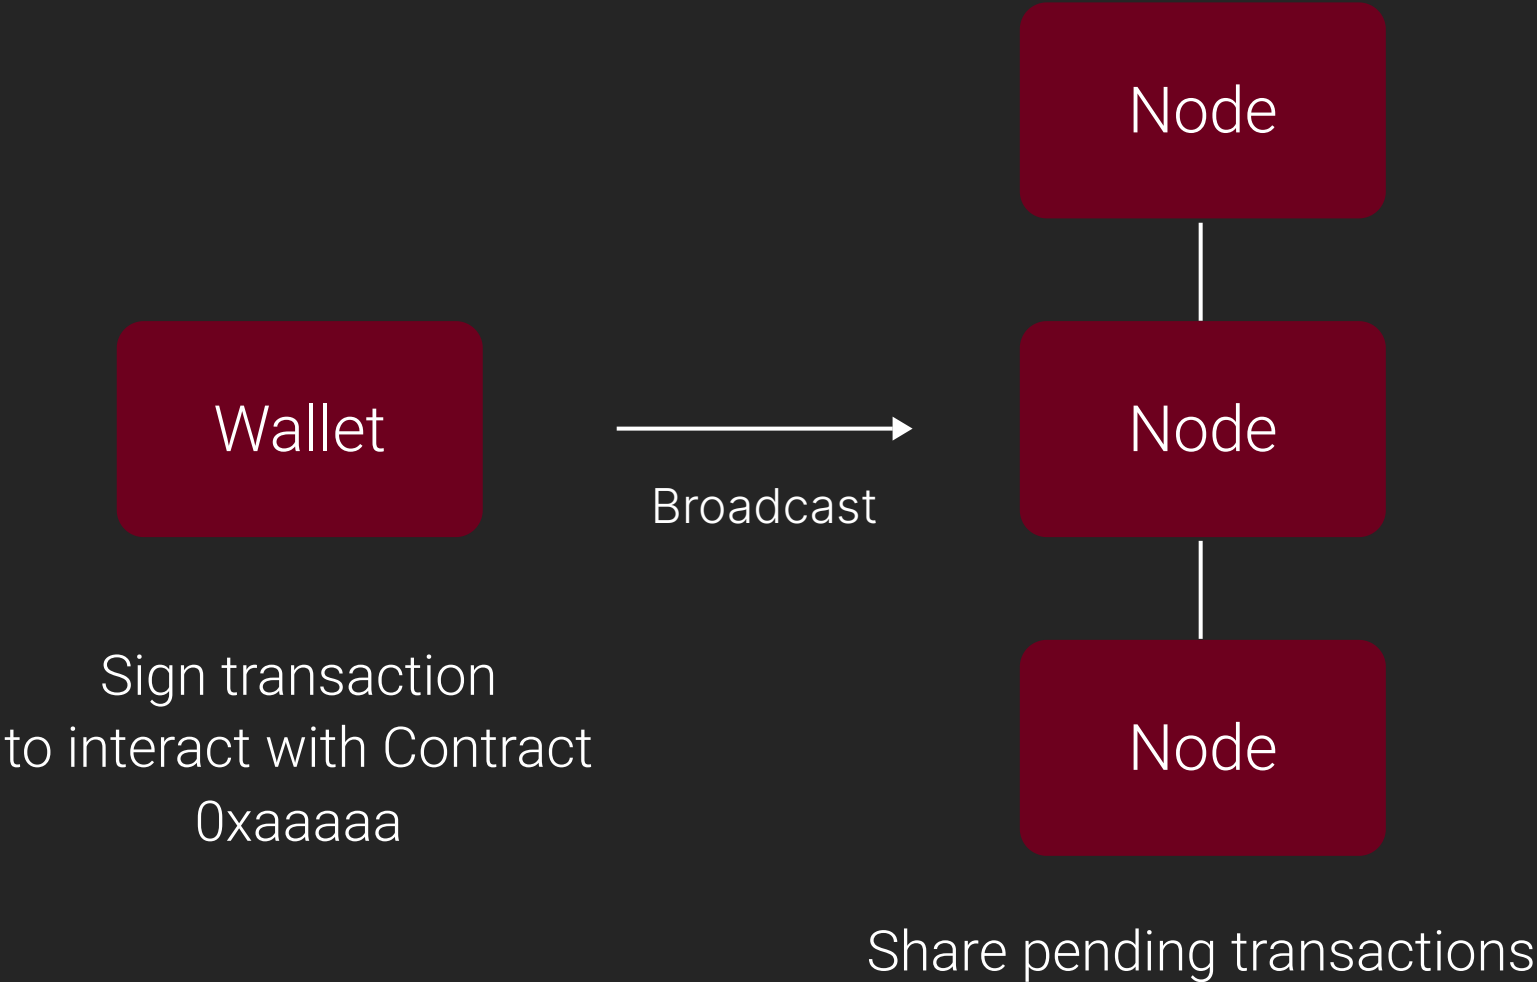 Node
Wallet
Broadcast
Node
Sign transaction
to interact with Contract
0xaaaaa
Node
Share pending transactions